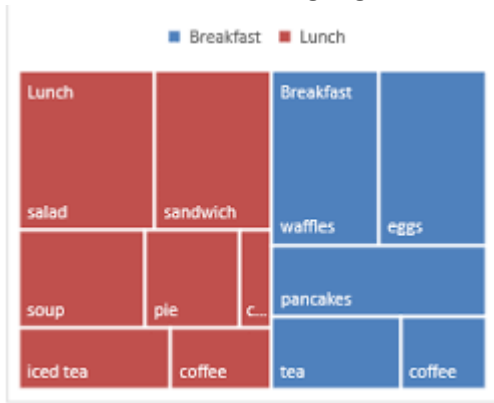 Breakfast Lunch
Lunch
salad
sandwich
soup
pie
c...
iced tea
coffee
Breakfast
waffles
eggs
pancakes
tea
coffee